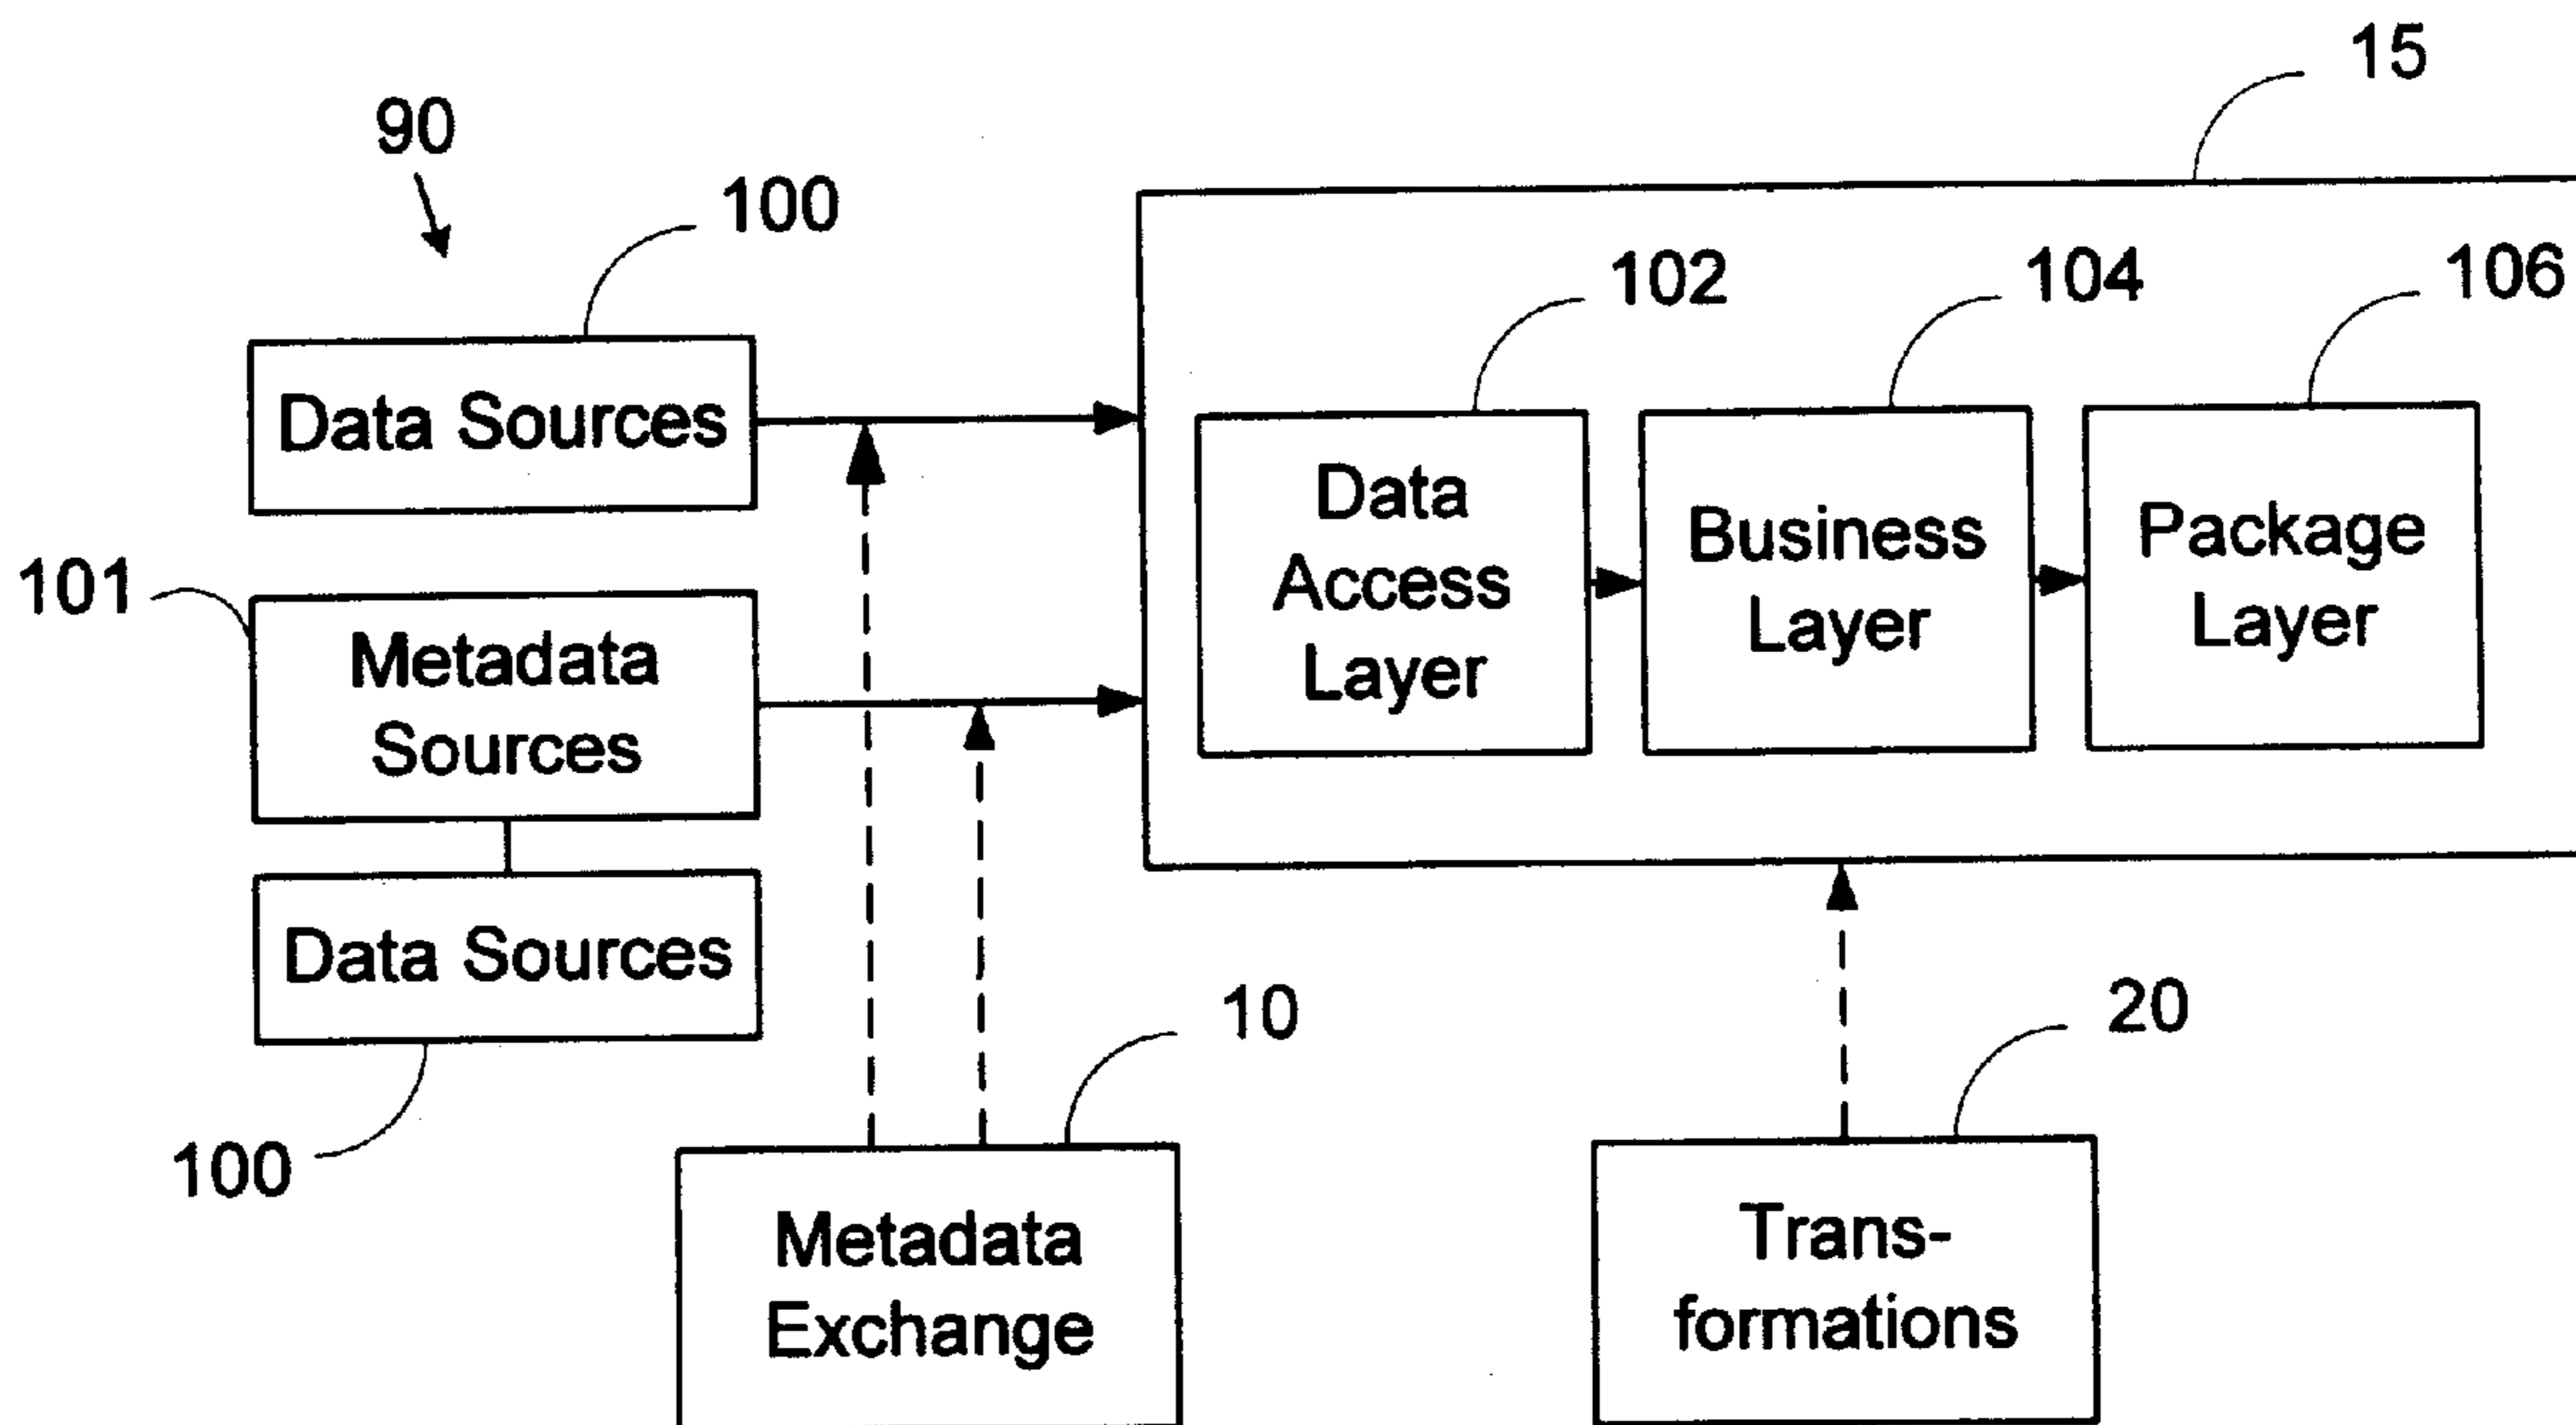 15
90
100
102
104
106
Data Sources
Data
Access
Layer
Business
Layer
Package
Layer
101
Metadata
Sources
Data Sources
10
20
100
Metadata
Exchange
Trans-
formations